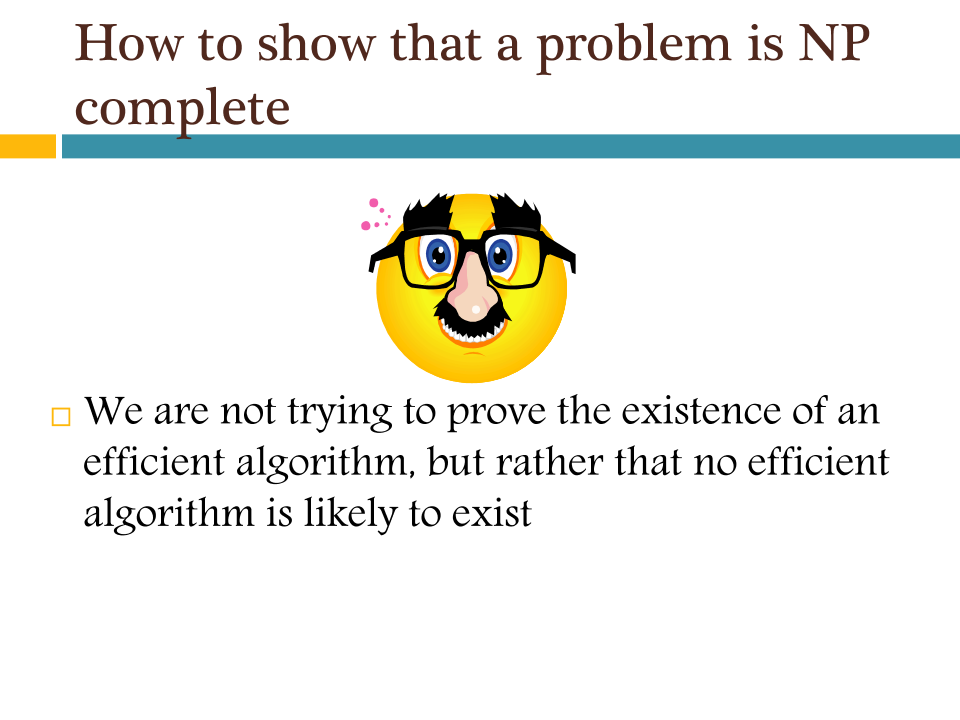 How to show that a problem is NP
complete
We are not trying to prove the existence of an
efficient algorithm, but rather that no efficient
algorithm is likely to exist